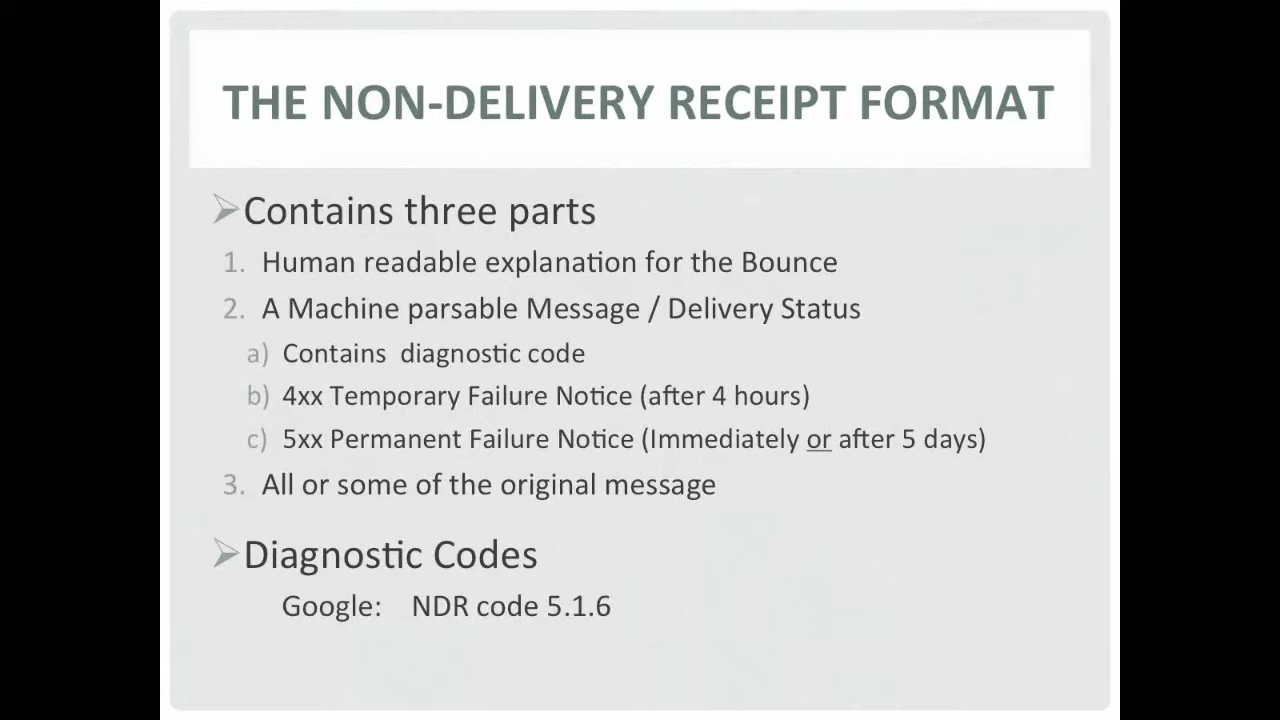 THE NON-DELIVERY RECEIPT FORMAT
Contains three parts
1. Human readable explanation for the Bounce
2. A Machine parsable Message / Delivery Status
a) Contains  diagnostic code
b) 4xx Temporary Failure Notice (after 4 hours)
c) 5xx Permanent Failure Notice (Immediately or after 5 days)
3. All or some of the original message
Diagnostic Codes
Google:    NDR code 5.1.6